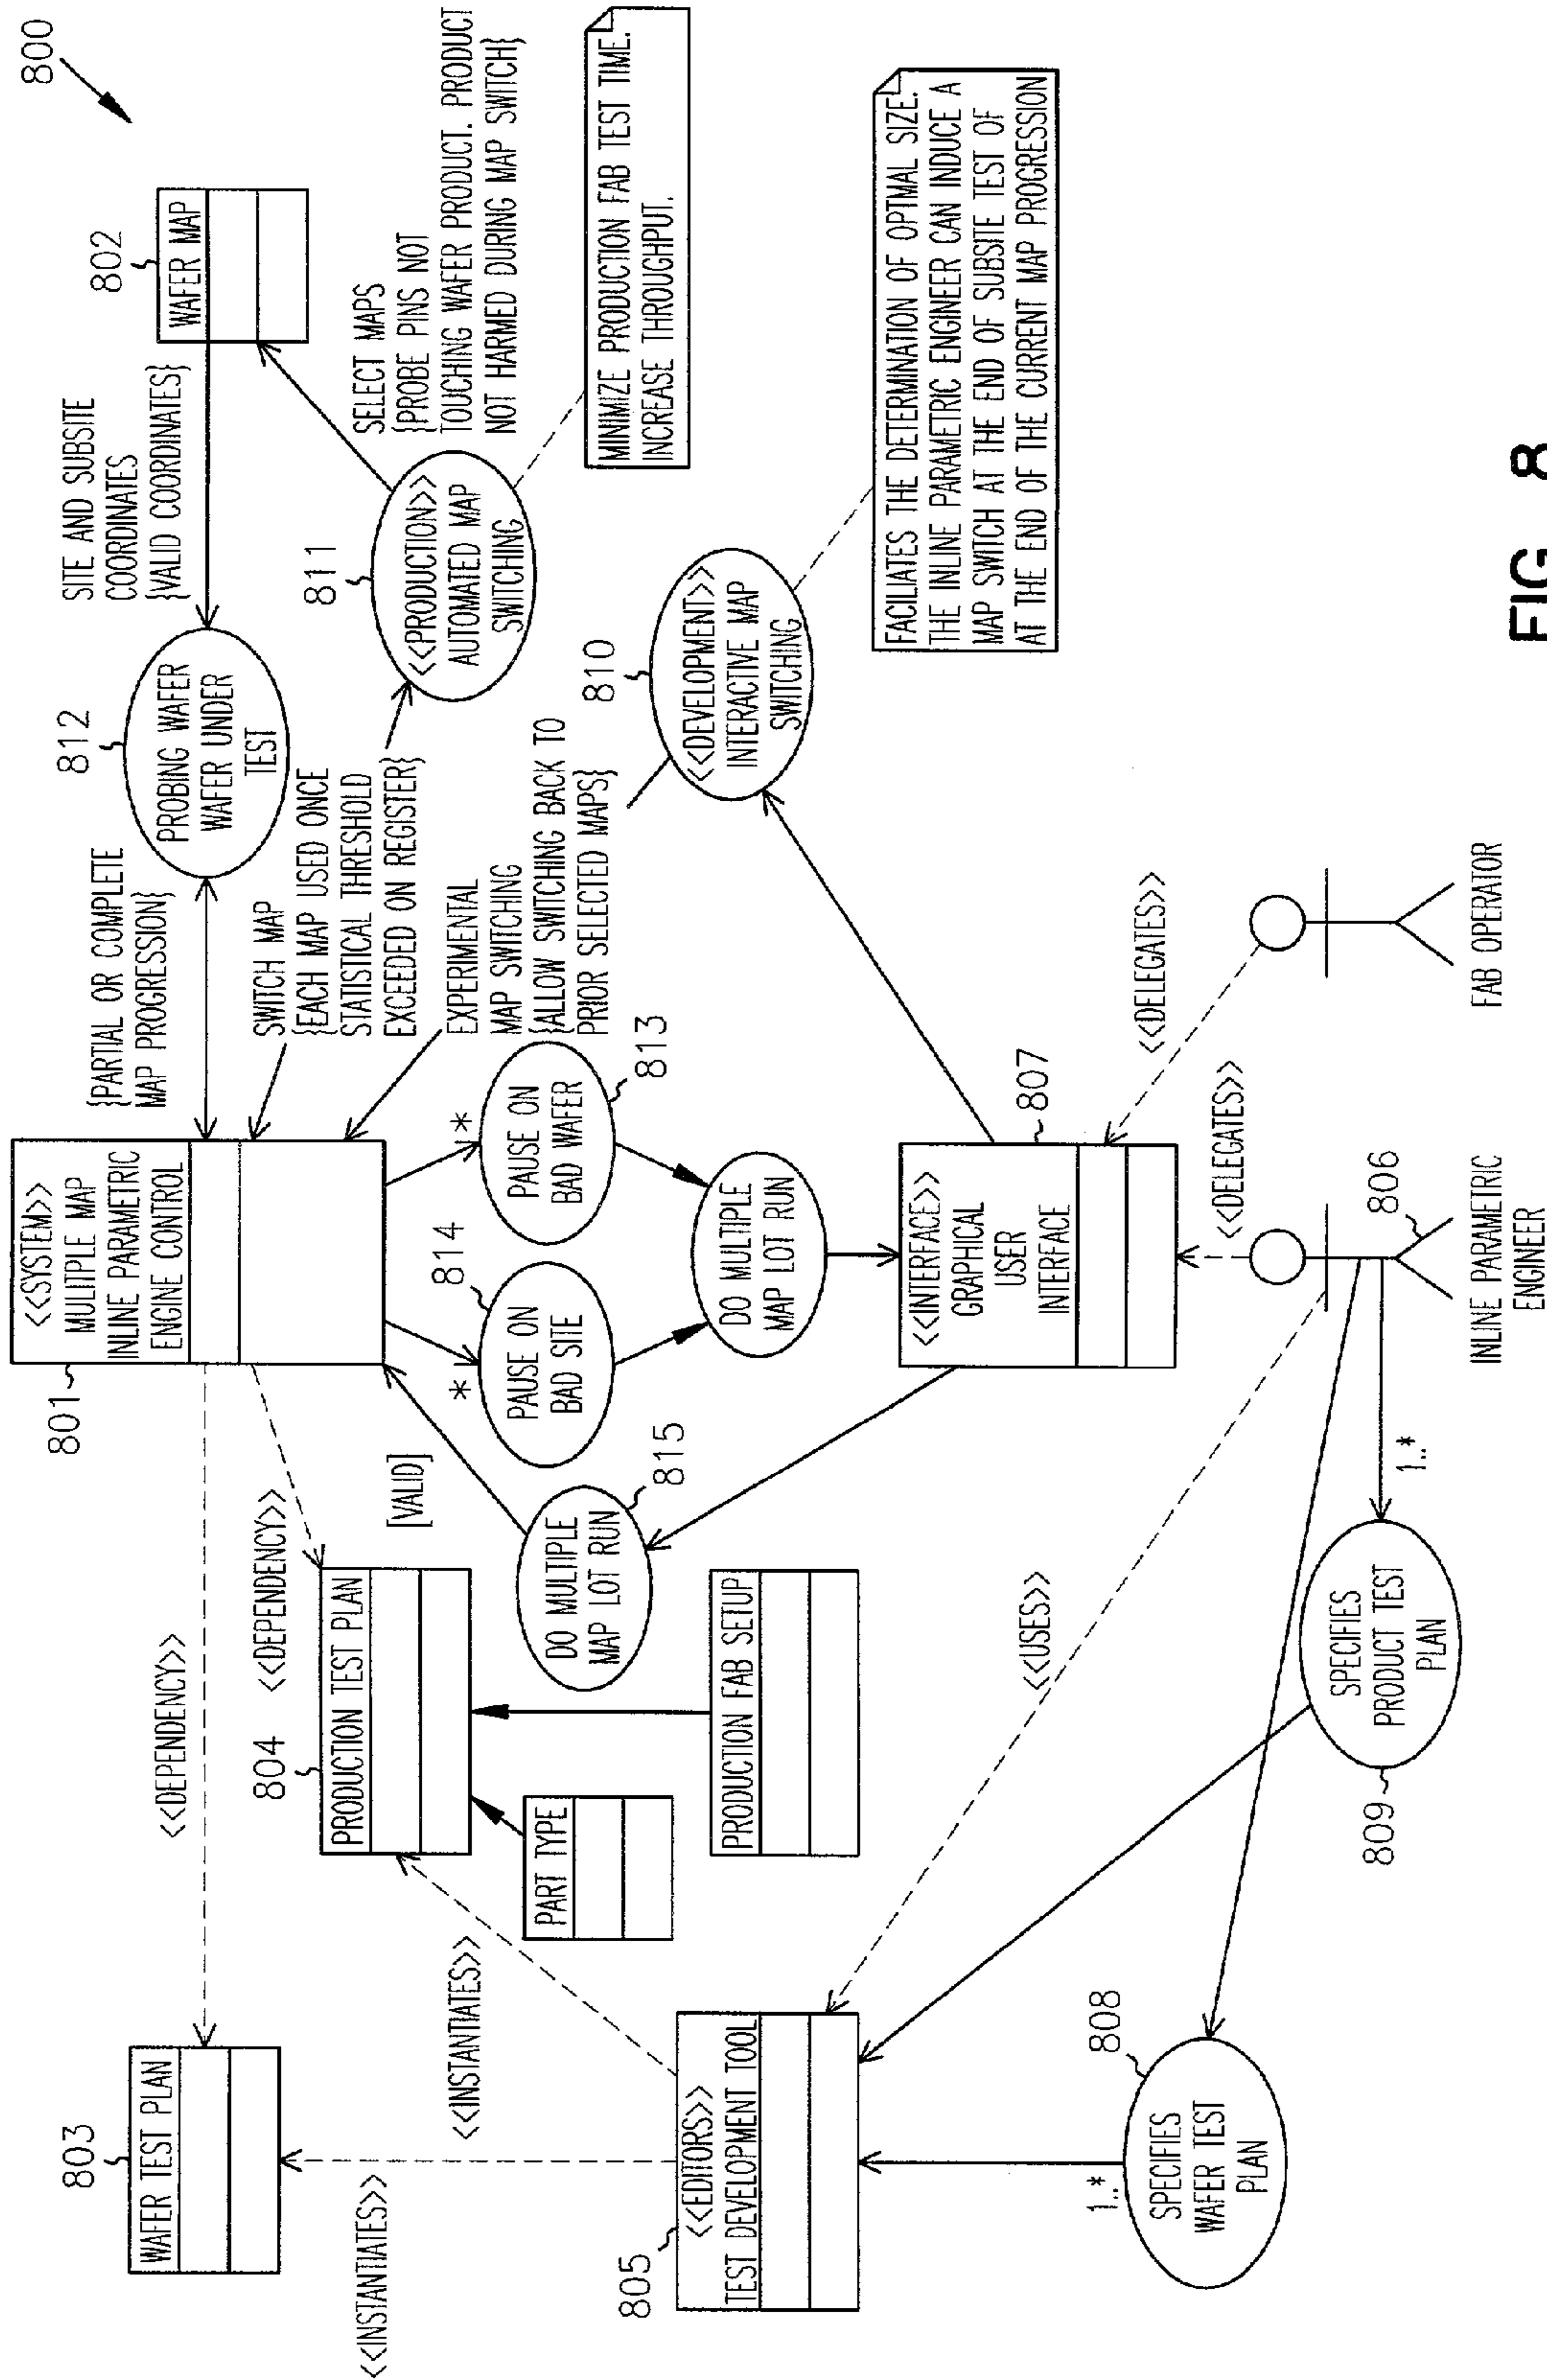 800
803
WAFER TEST PLAN
<<DEPENDENCY>>
801
<<SYSTEM>>
MULTIPLE MAP
INLINE PARAMETRIC
ENGINE CONTROL
{PARTIAL OR COMPLETE
MAP PROGRESSION}
812
PROBING WAFER
WAFER UNDER
TEST
SITE AND SUBSITE
COORDINATES
{VALID COORDINATES}
802
WAFER MAP
<<INSTANTIATES>>
<<INSTANTIATES>>
804
<<DEPENDENCY>>
PRODUCTION TEST PLAN
[VALID]
PART TYPE
PRODUCTION FAB SETUP
SWITCH MAP
{EACH MAP USED ONCE
STATISTICAL THRESHOLD
EXCEEDED ON REGISTER}
811
<<PRODUCTION>>
AUTOMATED MAP
SWITCHING
SELECT MAPS
{PROBE PINS NOT
TOUCHING WAFER PRODUCT. PRODUCT
NOT HARMED DURING MAP SWITCH}
MINIMIZE PRODUCTION FAB TEST TIME.
INCREASE THROUGHPUT.
EXPERIMENTAL
MAP SWITCHING
{ALLOW SWITCHING BACK TO
PRIOR SELECTED MAPS}
814
*
PAUSE ON
BAD SITE
*
PAUSE ON
BAD WAFER
813
815
DO MULTIPLE
MAP LOT RUN
DO MULTIPLE
MAP LOT RUN
810
<<DEVELOPMENT>>
INTERACTIVE MAP
SWITCHING
FACILIATES THE DETERMINATION OF OPTMAL SIZE.
THE INLINE PARAMETRIC ENGINEER CAN INDUCE A
MAP SWITCH AT THE END OF SUBSITE TEST OF
AT THE END OF THE CURRENT MAP PROGRESSION
805
<<EDITORS>>
TEST DEVELOPMENT TOOL
<<USES>>
<<INTERFACE>>
GRAPHICAL
USER
INTERFACE
807
<<DELEGATES>>
<<DELEGATES>>
1..*
808
SPECIFIES
WAFER TEST
PLAN
809
SPECIFIES
PRODUCT TEST
PLAN
1..*
806
INLINE PARAMETRIC
ENGINEER
FAB OPERATOR
FIG. 8